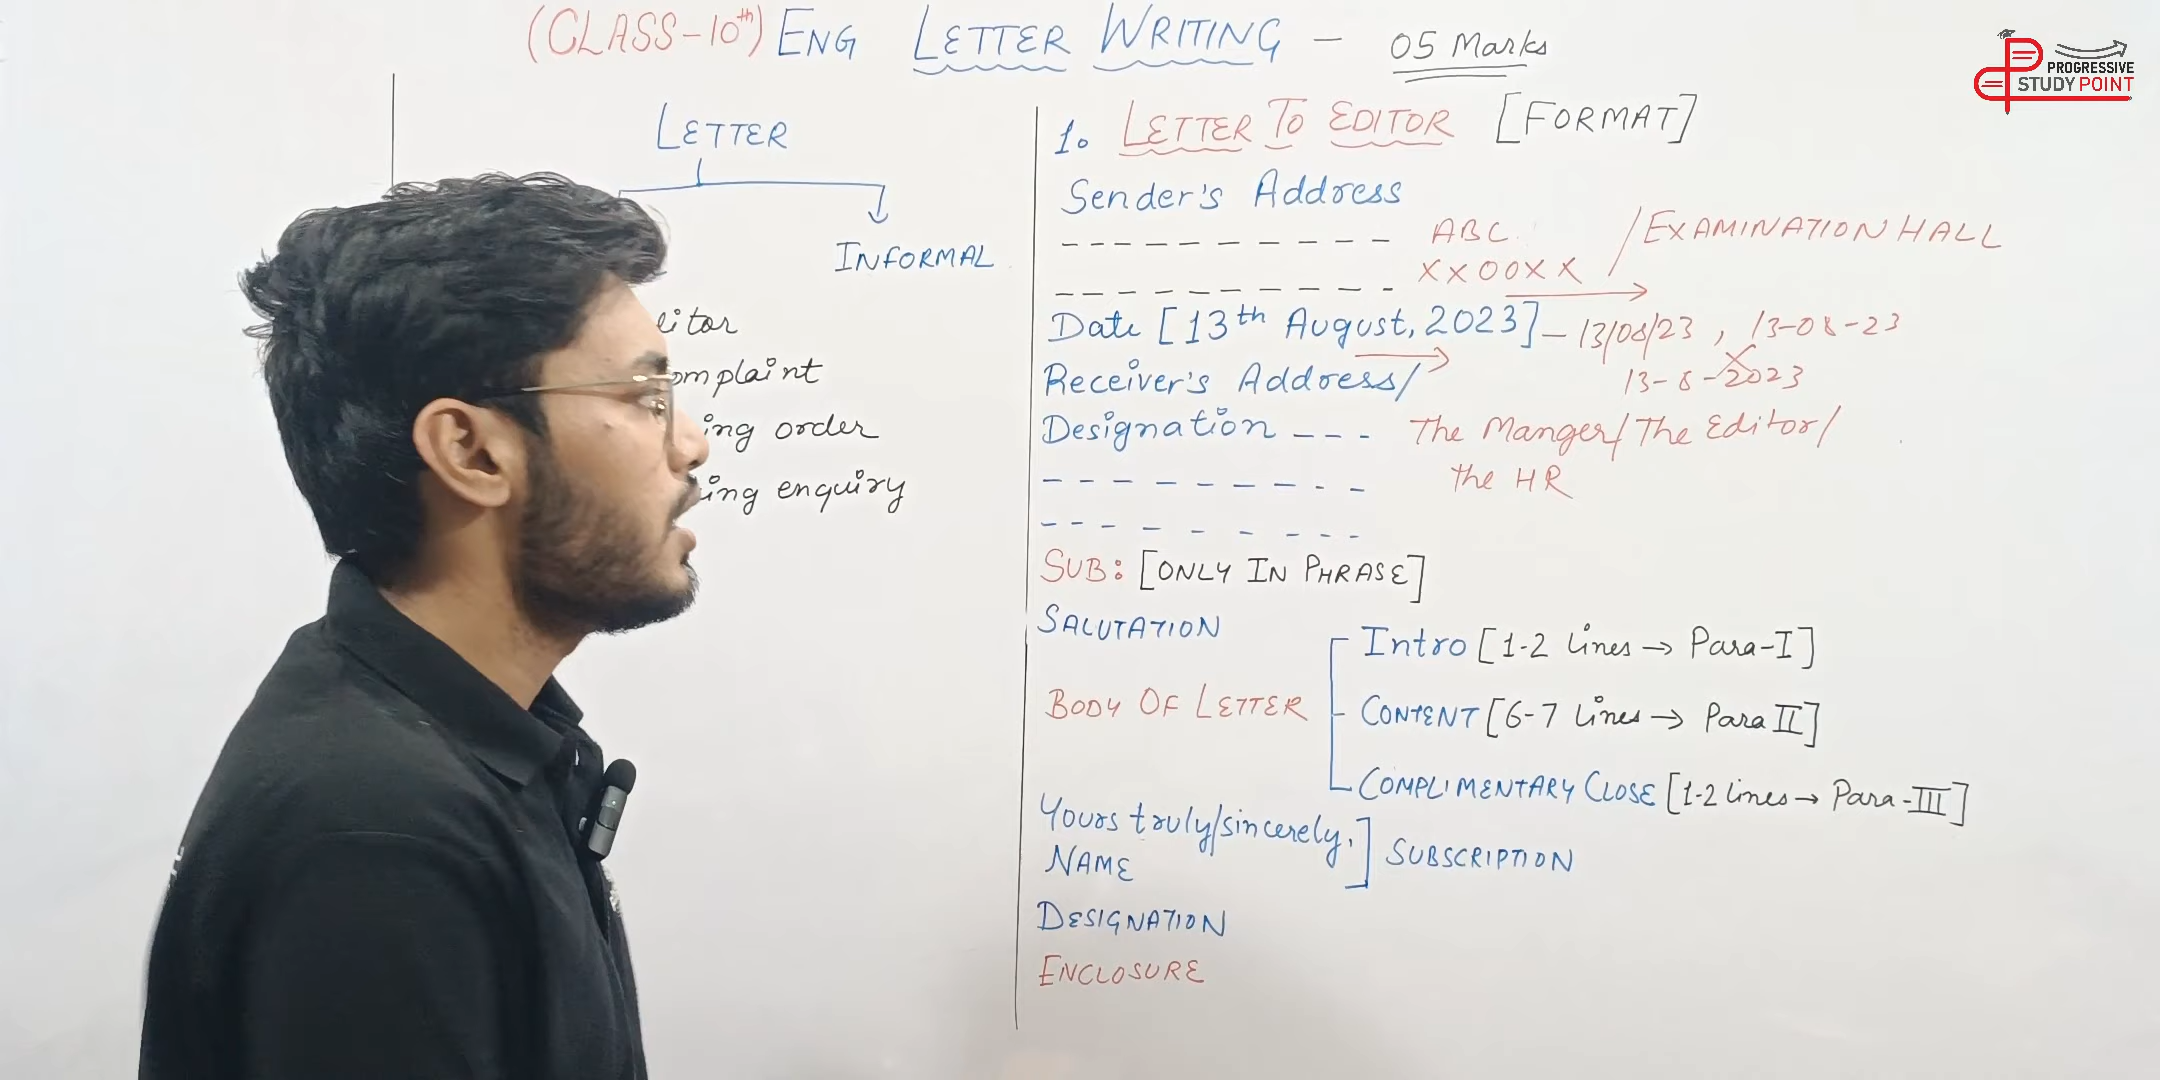 (CLASS-10th) ENG LETTER WRITING - 05 Marks
PROGRESSIVE
STUDY POINT
LETTER
INFORMAL
order
enquiry
1. LETTER TO EDITOR [FORMAT]
Sender's Address
ABC / EXAMINATION HALL
XXOOXX
Date [13th August, 2023] - 13/08/23 , 13-08-23
13-8-2023
Receiver's Address/
Designation --- The Manger/ The Editor/
the HR
SUB: [ONLY IN PHRASE]
SALUTATION
Intro [1-2 lines → Para-I]
BODY OF LETTER
CONTENT [6-7 lines → Para II]
COMPLIMENTARY CLOSE [1-2 lines → Para-III]
Yours truly/sincerely,
NAME
] SUBSCRIPTION
DESIGNATION
ENCLOSURE